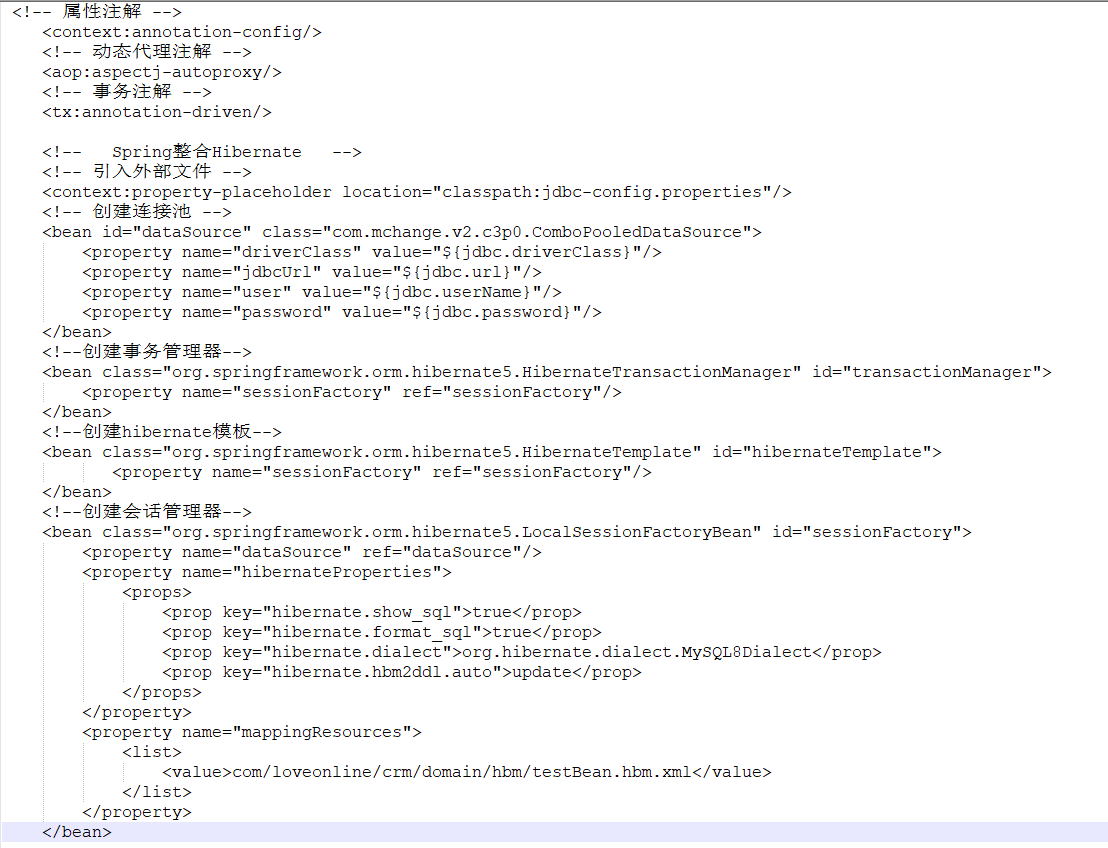 <!-- 属性注解 -->
<context:annotation-config/>
<!-- 动态代理注解 -->
<aop:aspectj-autoproxy/>
<!-- 事务注解 -->
<tx:annotation-driven/>
<!--   Spring整合Hibernate   -->
<!-- 引入外部文件 -->
<context:property-placeholder location="classpath:jdbc-config.properties"/>
<!-- 创建连接池 -->
<bean id="dataSource" class="com.mchange.v2.c3p0.ComboPooledDataSource">
<property name="driverClass" value="${jdbc.driverClass}"/>
<property name="jdbcUrl" value="${jdbc.url}"/>
<property name="user" value="${jdbc.userName}"/>
<property name="password" value="${jdbc.password}"/>
</bean>
<!--创建事务管理器-->
<bean class="org.springframework.orm.hibernate5.HibernateTransactionManager" id="transactionManager">
<property name="sessionFactory" ref="sessionFactory"/>
</bean>
<!--创建hibernate模板-->
<bean class="org.springframework.orm.hibernate5.HibernateTemplate" id="hibernateTemplate">
<property name="sessionFactory" ref="sessionFactory"/>
</bean>
<!--创建会话管理器-->
<bean class="org.springframework.orm.hibernate5.LocalSessionFactoryBean" id="sessionFactory">
<property name="dataSource" ref="dataSource"/>
<property name="hibernateProperties">
<props>
<prop key="hibernate.show_sql">true</prop>
<prop key="hibernate.format_sql">true</prop>
<prop key="hibernate.dialect">org.hibernate.dialect.MySQL8Dialect</prop>
<prop key="hibernate.hbm2ddl.auto">update</prop>
</props>
</property>
<property name="mappingResources">
<list>
<value>com/loveonline/crm/domain/hbm/testBean.hbm.xml</value>
</list>
</property>
</bean>